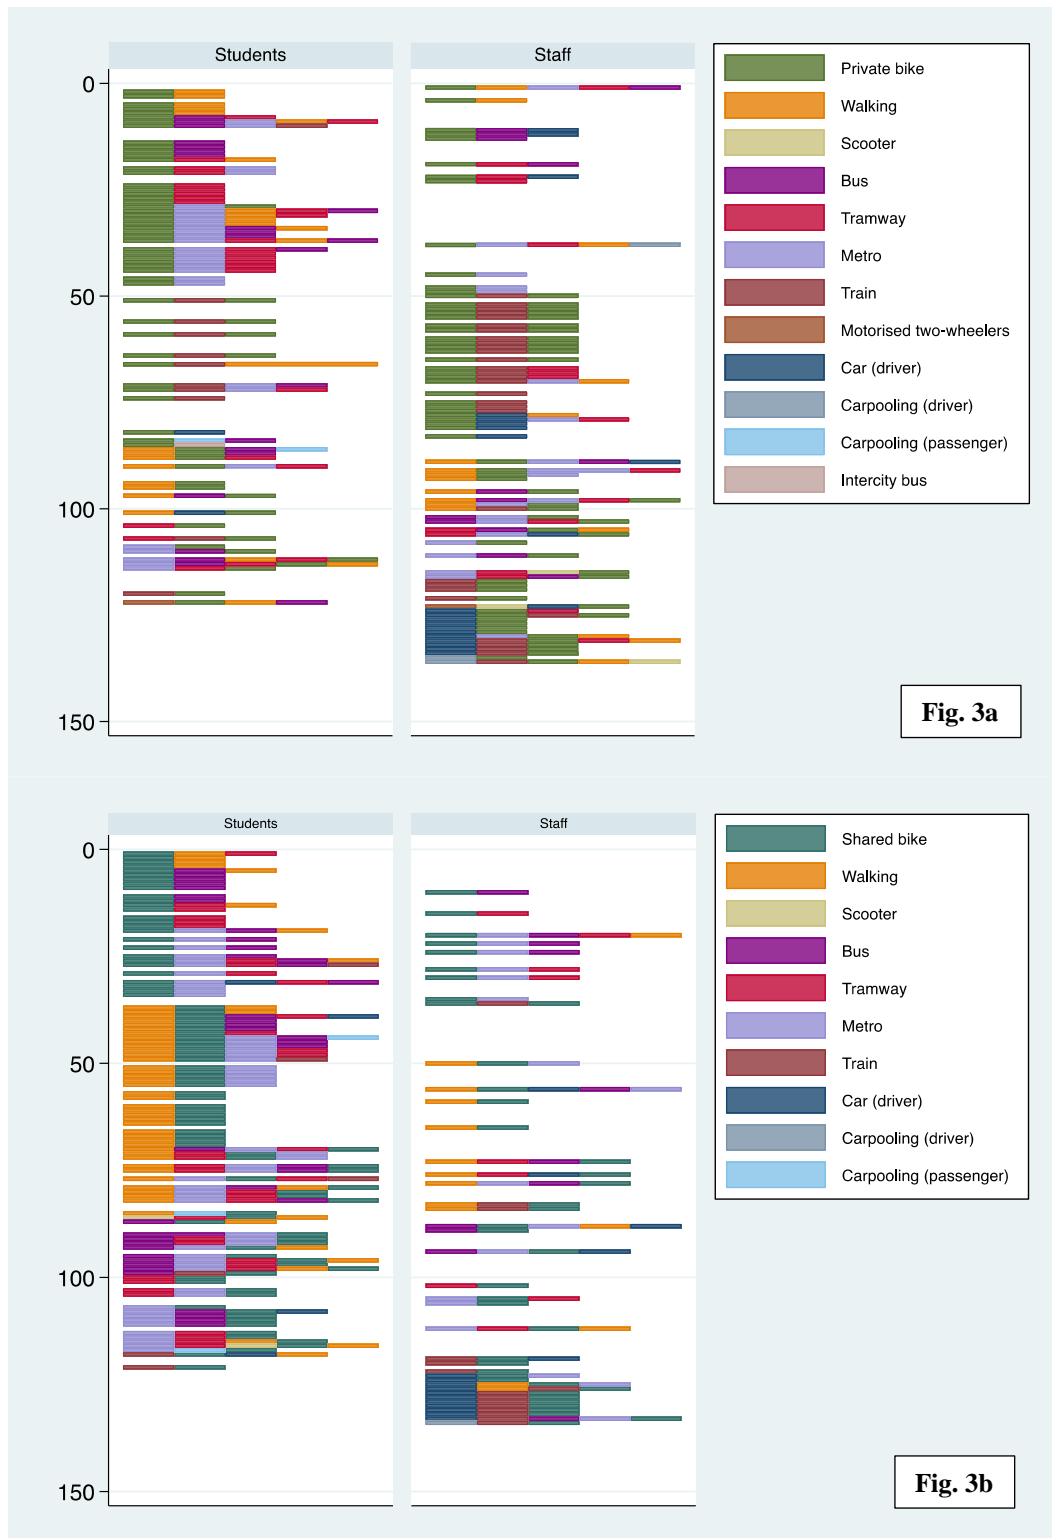 Students
Staff
0
50
100
150
Private bike
Walking
Scooter
Bus
Tramway
Metro
Train
Motorised two-wheelers
Car (driver)
Carpooling (driver)
Carpooling (passenger)
Intercity bus
Fig. 3a
Students
Staff
0
50
100
150
Shared bike
Walking
Scooter
Bus
Tramway
Metro
Train
Car (driver)
Carpooling (driver)
Carpooling (passenger)
Fig. 3b